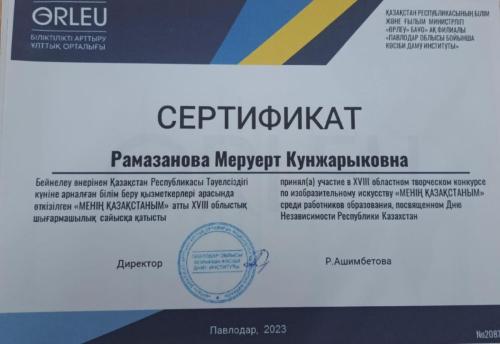 ӨRLEU
БІЛІКТІЛІКТІ АРТТЫРУ
ҰЛТТЫҚ ОРТАЛЫҒЫ
ҚАЗАҚСТАН РЕСПУБЛИКАСЫНЫҢ БІЛІМ
ЖӘНЕ ҒЫЛЫМ МИНИСТРЛІГІ
«ӨРЛЕУ» БАҰО» АҚ ФИЛИАЛЫ
«ПАВЛОДАР ОБЛЫСЫ БОЙЫНША
КӘСІБИ ДАМУ ИНСТИТУТЫ»
СЕРТИФИКАТ
Рамазанова Меруерт Кунжарыковна
Бейнелеу өнерінен Қазақстан Республикасы Тәуелсіздігі
күніне арналған білім беру қызметкерлері арасында
өткізілген «МЕНІҢ ҚАЗАҚСТАНЫМ» атты XVIII облыстық
шығармашылық сайысқа қатысты
принял(а) участие в XVIII областном творческом конкурсе
по изобразительному искусству «МЕНІҢ ҚАЗАҚСТАНЫМ»
среди работников образования, посвященном Дню
Независимости Республики Казахстан
Директор
Р.Ашимбетова
Павлодар, 2023